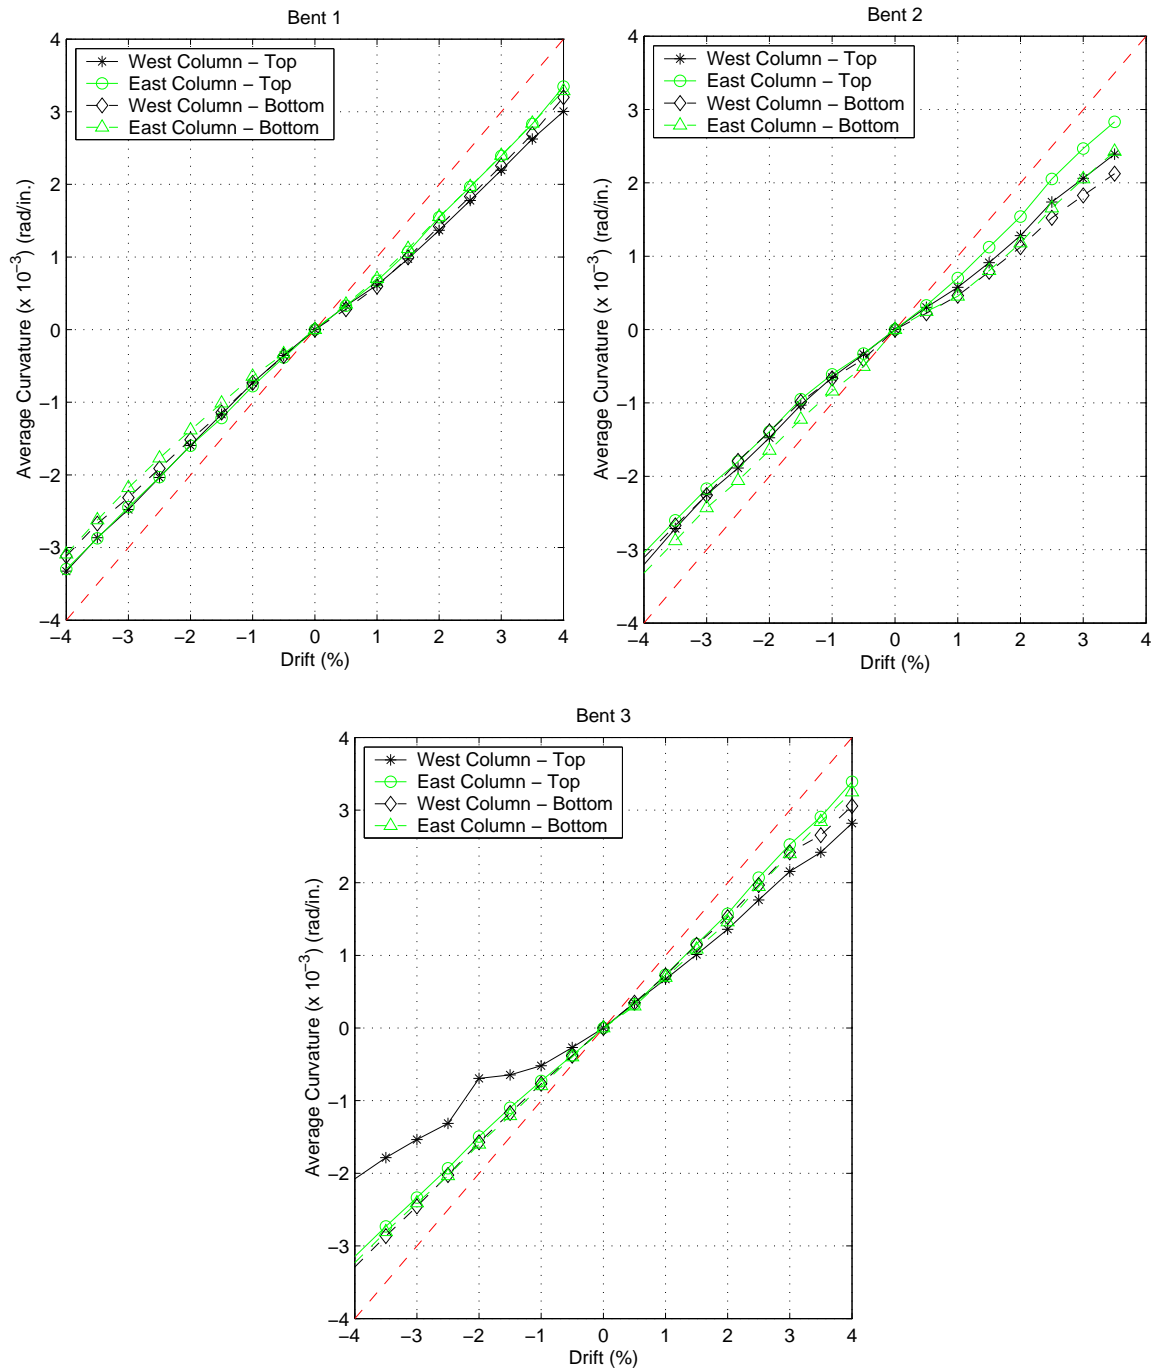 Bent 1
West Column − Top
East Column − Top
West Column − Bottom
East Column − Bottom
Average Curvature (x 10−3) (rad/in.)
4
3
2
1
0
−1
−2
−3
−4
−4 −3 −2 −1 0 1 2 3 4
Drift (%)
Bent 2
West Column − Top
East Column − Top
West Column − Bottom
East Column − Bottom
Average Curvature (x 10−3) (rad/in.)
4
3
2
1
0
−1
−2
−3
−4
−4 −3 −2 −1 0 1 2 3 4
Drift (%)
Bent 3
West Column − Top
East Column − Top
West Column − Bottom
East Column − Bottom
Average Curvature (x 10−3) (rad/in.)
4
3
2
1
0
−1
−2
−3
−4
−4 −3 −2 −1 0 1 2 3 4
Drift (%)